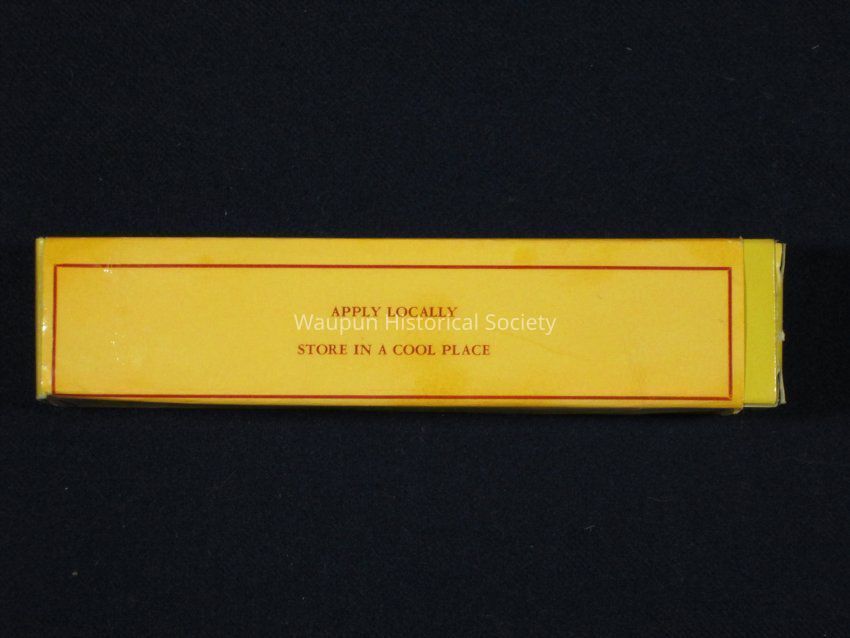 APPLY LOCALLY
Waupun Historical Society
STORE IN A COOL PLACE